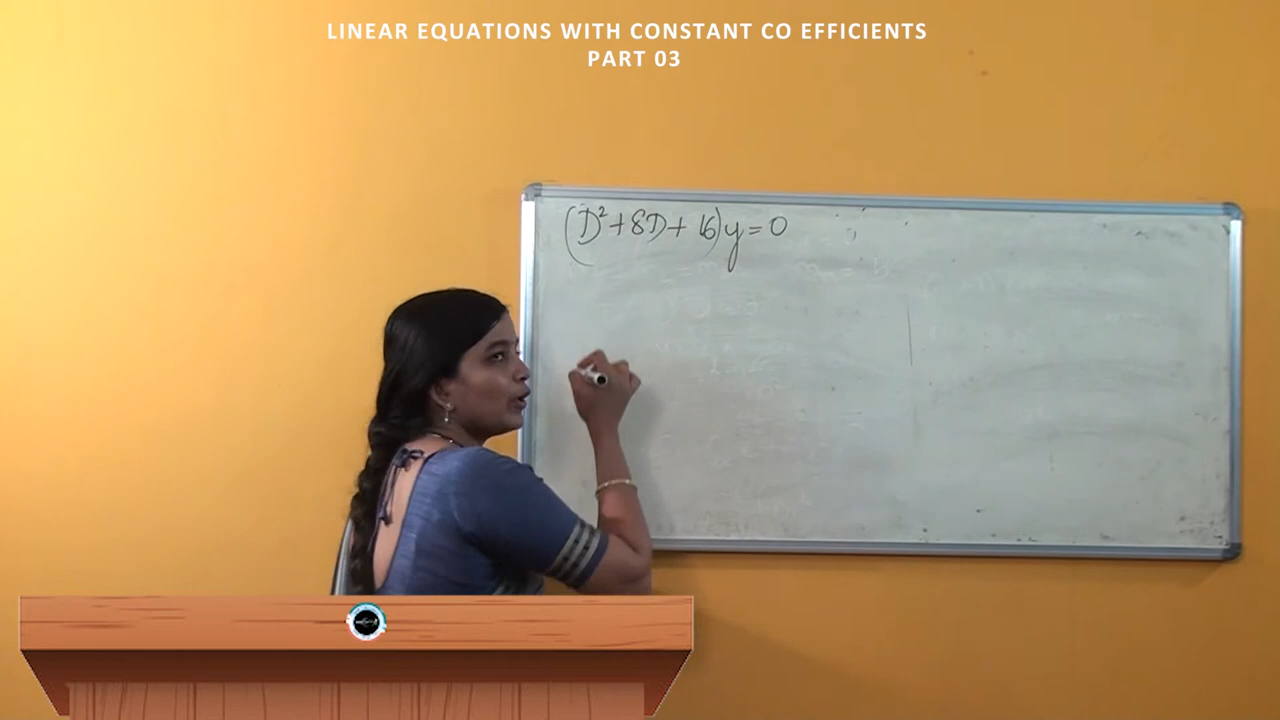 LINEAR EQUATIONS WITH CONSTANT CO EFFICIENTS
PART 03
(D²+8D+16)y=0